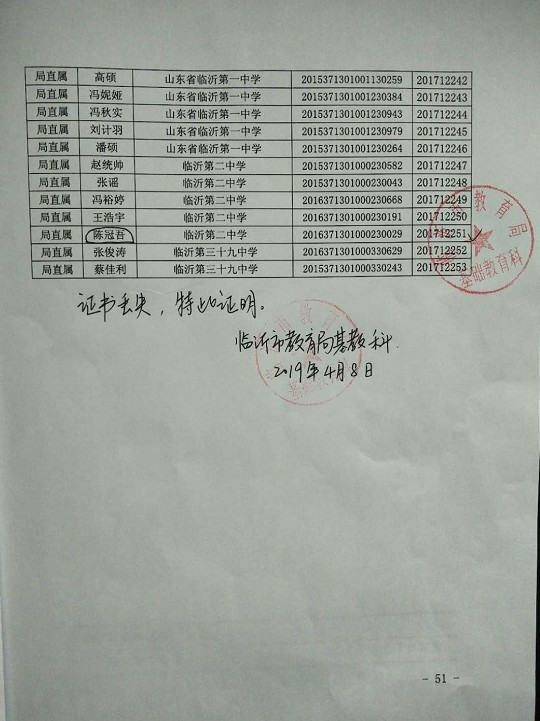 局直属 高硕 山东省临沂第一中学 2015371301001130259 201712242
局直属 冯妮娅 山东省临沂第一中学 2015371301001230384 201712243
局直属 冯秋实 山东省临沂第一中学 2015371301001230943 201712244
局直属 刘计羽 山东省临沂第一中学 2015371301001230979 201712245
局直属 潘硕 山东省临沂第一中学 2015371301001230264 201712246
局直属 赵统帅 临沂第二中学 2015371301000230582 201712247
局直属 张谣 临沂第二中学 2015371301000230043 201712248
局直属 冯裕婷 临沂第二中学 2016371301000230668 201712249
局直属 王浩宇 临沂第二中学 2016371301000230191 201712250
局直属 陈冠吾 临沂第二中学 2016371301000230029 201712251
局直属 张俊涛 临沂第三十九中学 2016371301000330629 201712252
局直属 蔡佳利 临沂第三十九中学 2015371301000330243 201712253
市教育局
基础教育科
证书丢失，特此证明。
临沂市教育局基教科
2019年4月8日
- 51 -